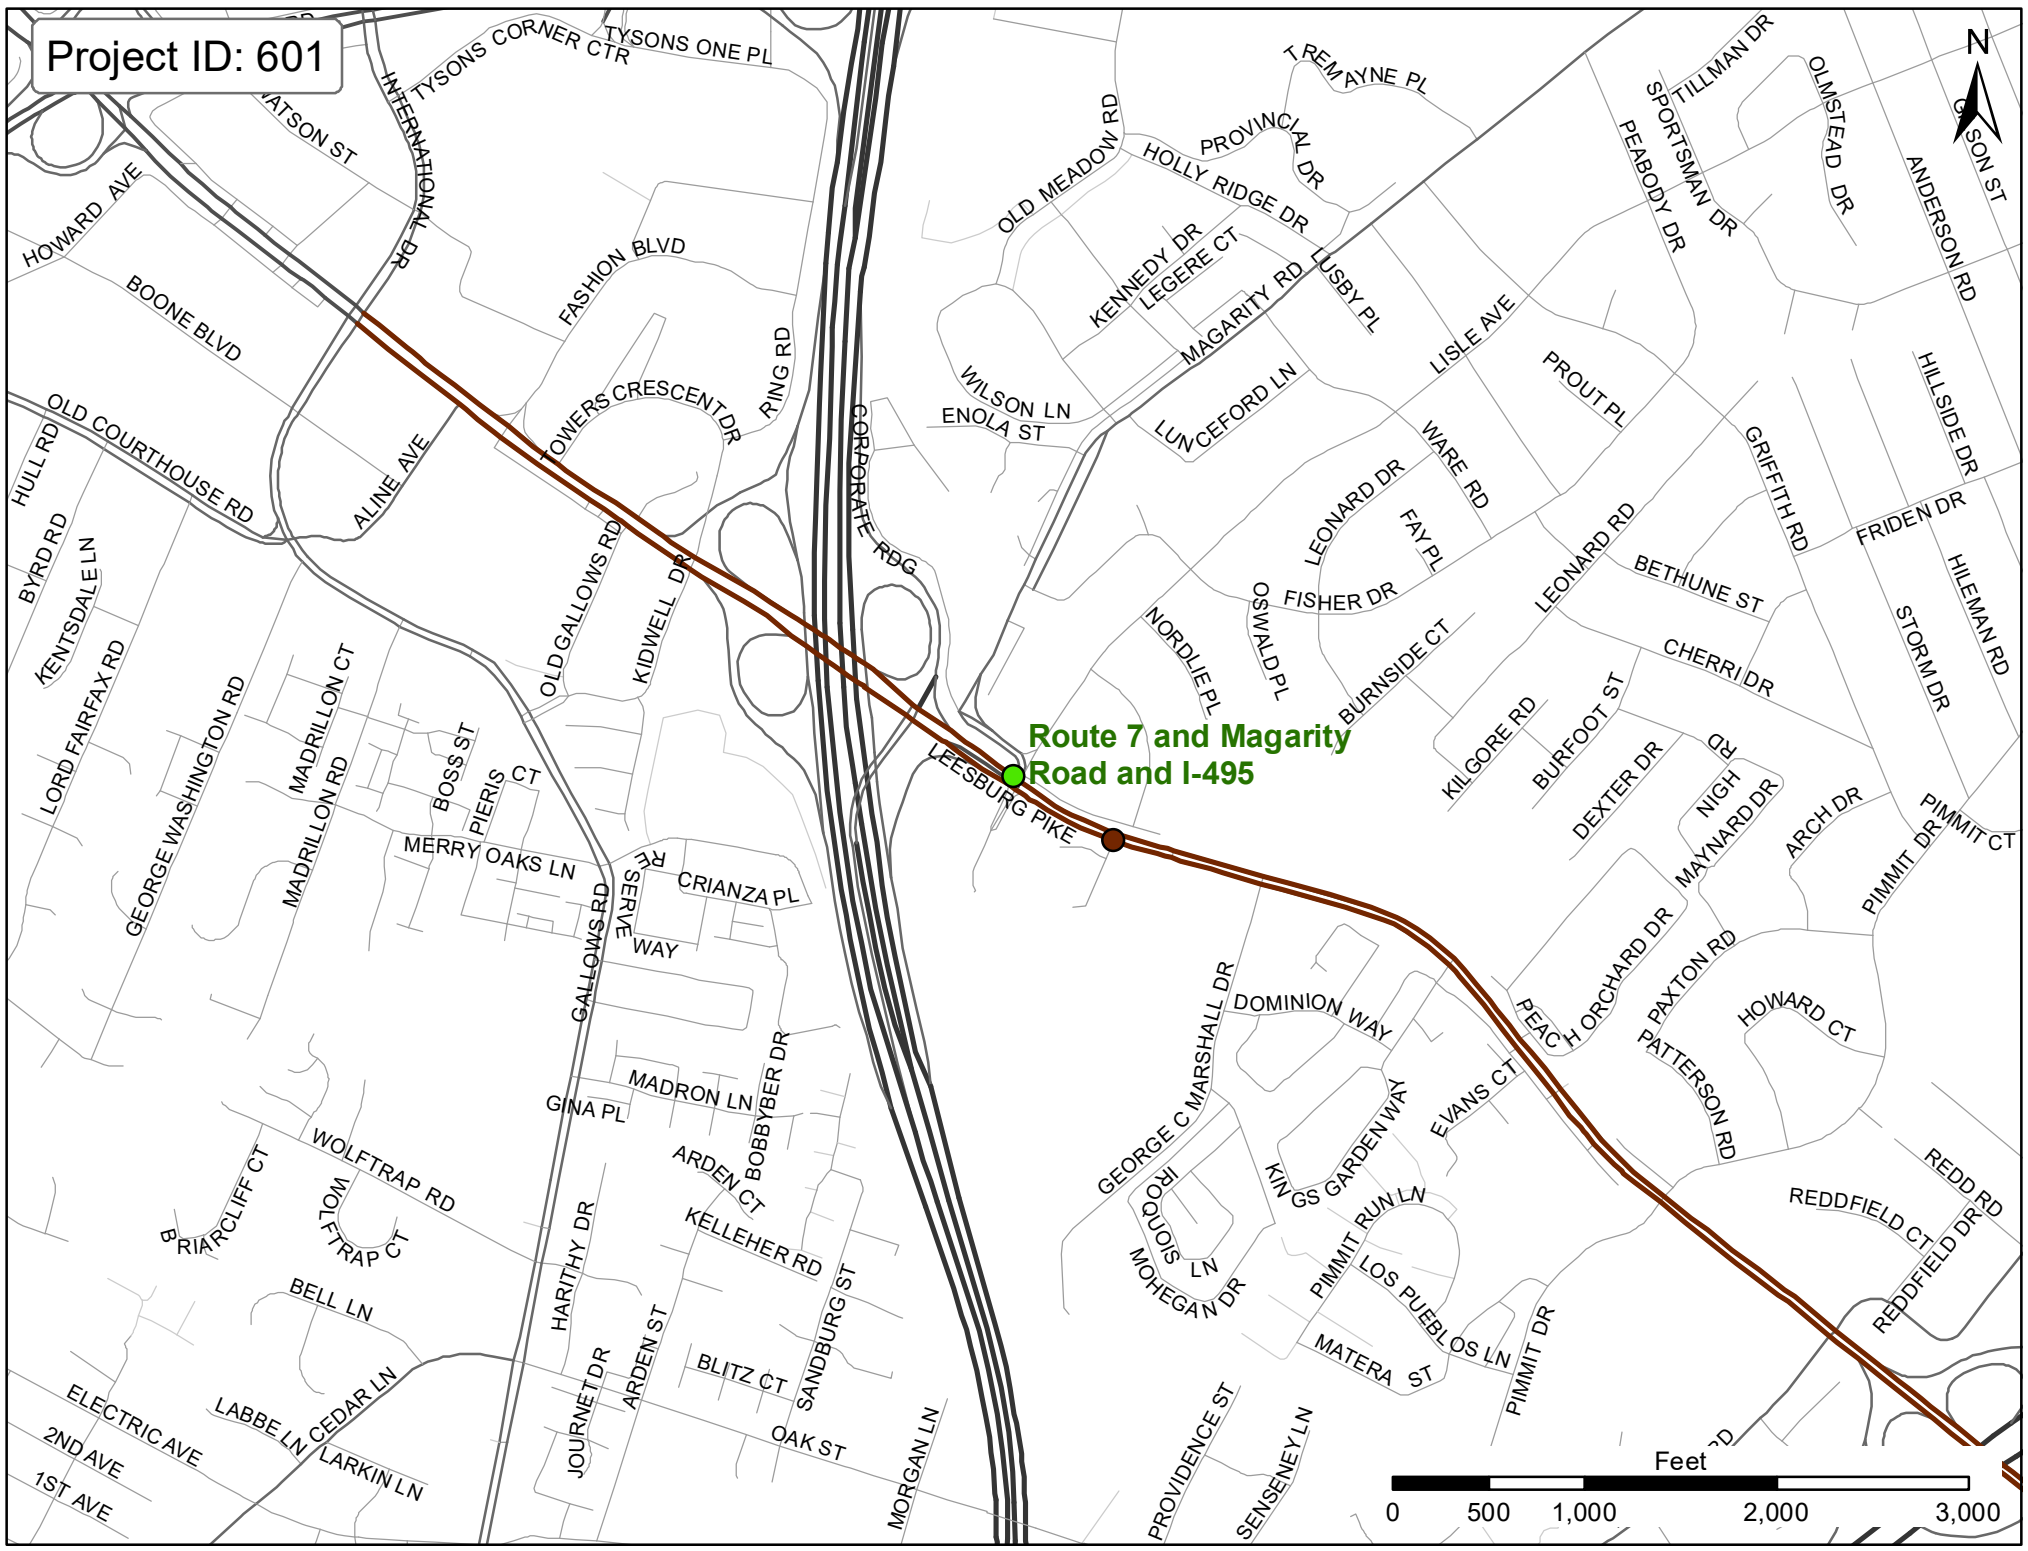 Project ID: 601
TYSONS CORNER CTR
TYSONS ONE PL
WATSON ST
INTERNATIONAL DR
HOWARD AVE
BOONE BLVD
FASHION BLVD
RING RD
TOWERS CRESCENT DR
OLD COURTHOUSE RD
HULL RD
BYRD RD
KENTSDALE LN
ALINE AVE
OLD GALLOWS RD
KIDWELL DR
CORPORATE RDG
LORD FAIRFAX RD
GEORGE WASHINGTON RD
MADRILLON CT
MADRILLON RD
BOSS ST
PIERIS CT
MERRY OAKS LN
RESERVE WAY
CRIANZA PL
GALLOWS RD
MADRON LN
GINA PL
BOBBYBER DR
ARDEN CT
KELLEHER RD
HARITHY DR
WOLFTRAP RD
WOLFTRAP CT
BRIARCLIFF CT
BELL LN
CEDAR LN
LABBE LN
LARKIN LN
ELECTRIC AVE
2ND AVE
1ST AVE
JOURNET DR
ARDEN ST
BLITZ CT
SANDBURG ST
OAK ST
MORGAN LN
TREMAYNE PL
PROVINCIAL DR
OLD MEADOW RD
HOLLY RIDGE DR
KENNEDY DR
LEGERE CT
MAGARITY RD
LUSBY PL
WILSON LN
ENOLA ST
LUNCEFORD LN
LISLE AVE
PROUT PL
WARE RD
LEONARD DR
FAY PL
FISHER DR
OSWALD PL
NORDLIE PL
BURNSIDE CT
LEONARD RD
BETHUNE ST
CHERRI DR
GRIFFITH RD
FRIDEN DR
HILLSIDE DR
HILEMAN RD
STORM DR
TILLMAN DR
SPORTSMAN DR
PEABODY DR
OLMSTEAD DR
ANDERSON RD
N
Route 7 and Magarity
Road and I-495
LEESBURG PIKE
KILGORE RD
BURFOOT ST
DEXTER DR
NIGH RD
MAYNARD DR
ARCH DR
PIMMIT DR
PIMMIT CT
PEACH ORCHARD DR
PAXTON RD
HOWARD CT
PATTERSON RD
DOMINION WAY
GEORGE C MARSHALL DR
EVANS CT
KINGS GARDEN WAY
IROQUOIS LN
MOHEGAN DR
PIMMIT RUN LN
LOS PUEBLOS LN
MATERA ST
PIMMIT DR
PROVIDENCE ST
SENSENEY LN
REDD RD
REDDFIELD CT
REDDFIELD DR
RD
Feet
0 500 1,000 2,000 3,000